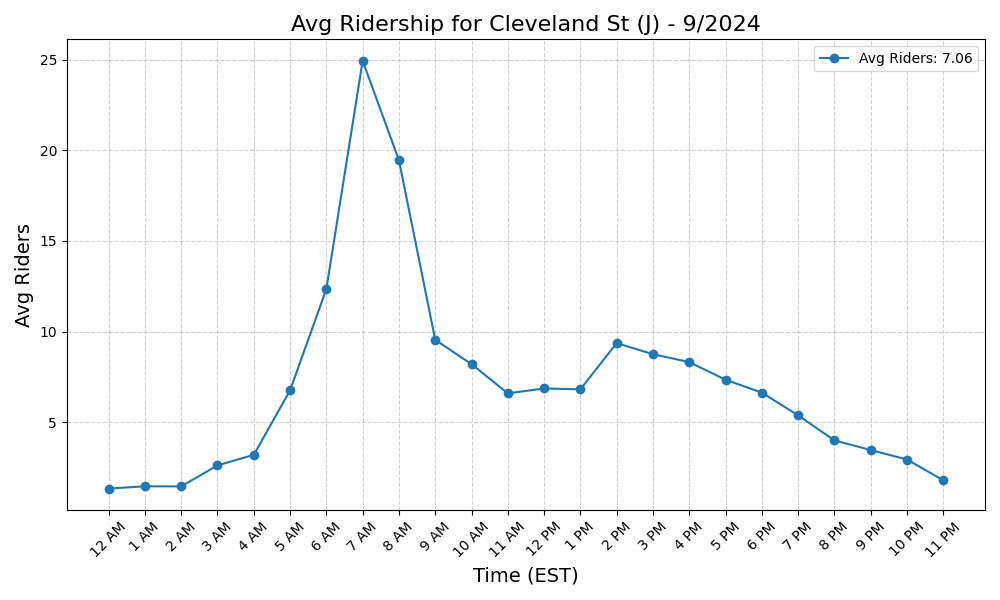 Avg Ridership for Cleveland St (J) - 9/2024
Avg Riders: 7.06
Avg Riders
25
20
15
10
5
12 AM
1 AM
2 AM
3 AM
4 AM
5 AM
6 AM
7 AM
8 AM
9 AM
10 AM
11 AM
12 PM
1 PM
2 PM
3 PM
4 PM
5 PM
6 PM
7 PM
8 PM
9 PM
10 PM
11 PM
Time (EST)